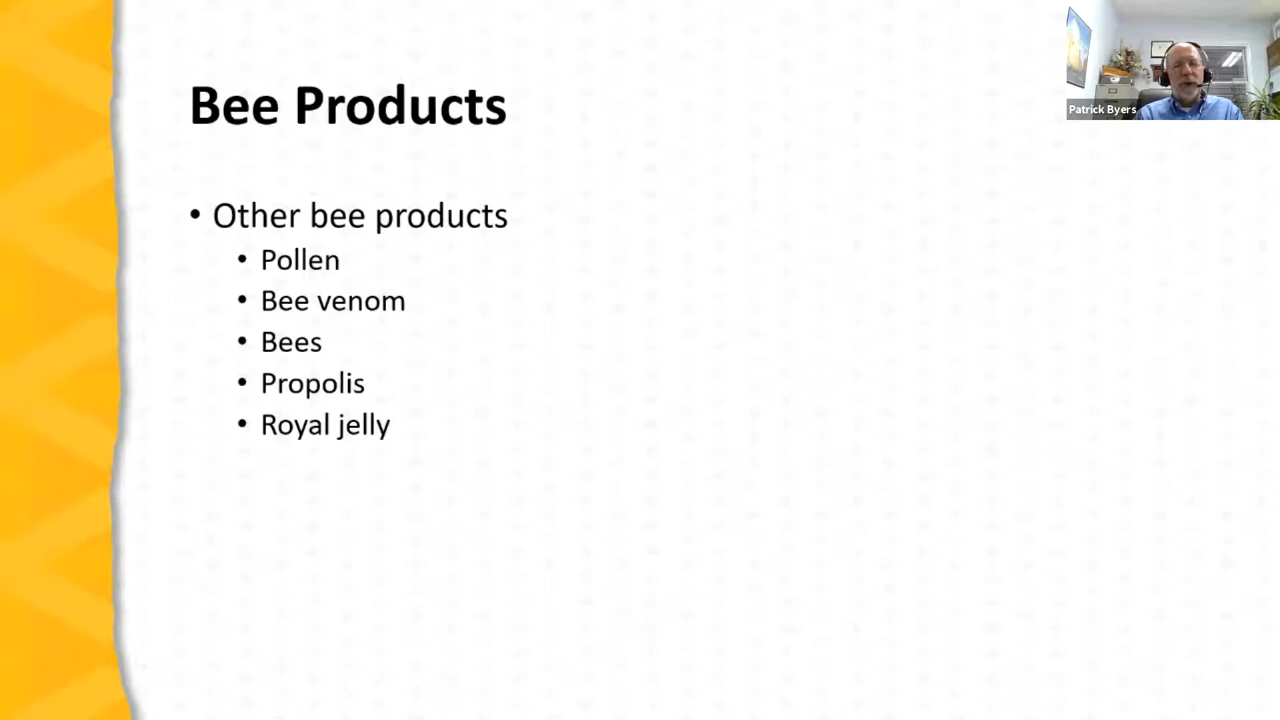 Bee Products
Patrick Byers
• Other bee products
• Pollen
• Bee venom
• Bees
• Propolis
• Royal jelly